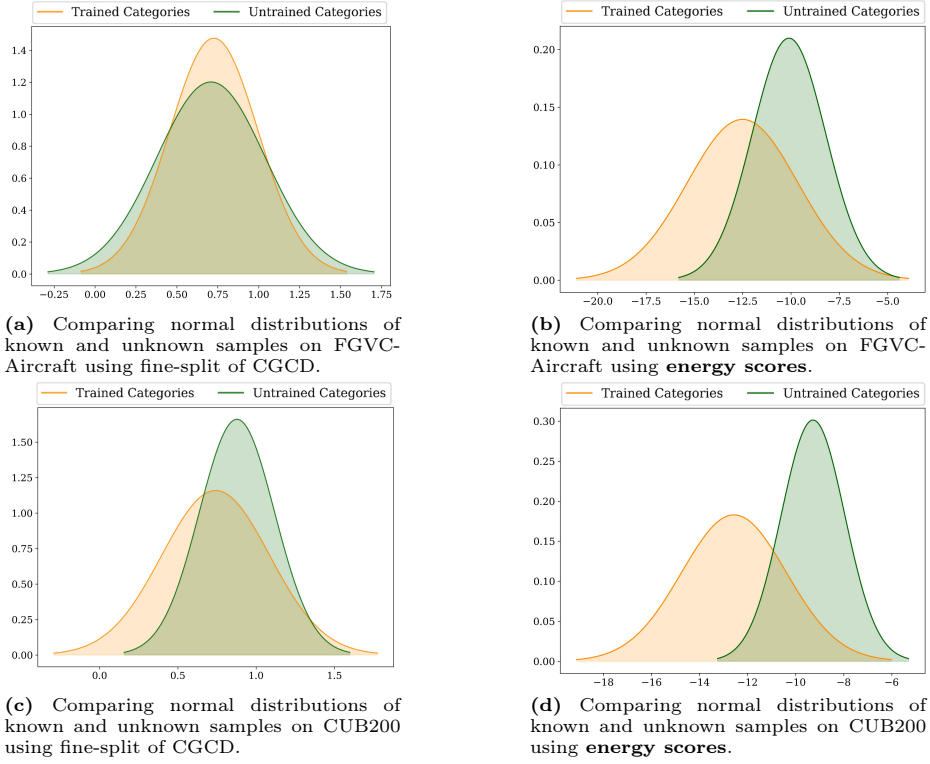 Trained Categories Untrained Categories
1.4
1.2
1.0
0.8
0.6
0.4
0.2
0.0
−0.25 0.00 0.25 0.50 0.75 1.00 1.25 1.50 1.75
(a) Comparing normal distributions of
known and unknown samples on FGVC-
Aircraft using fine-split of CGCD.
Trained Categories Untrained Categories
0.20
0.15
0.10
0.05
0.00
−20.0 −17.5 −15.0 −12.5 −10.0 −7.5 −5.0
(b) Comparing normal distributions of
known and unknown samples on FGVC-
Aircraft using energy scores.
Trained Categories Untrained Categories
1.50
1.25
1.00
0.75
0.50
0.25
0.00
0.0 0.5 1.0 1.5
(c) Comparing normal distributions of
known and unknown samples on CUB200
using fine-split of CGCD.
Trained Categories Untrained Categories
0.30
0.25
0.20
0.15
0.10
0.05
0.00
−18 −16 −14 −12 −10 −8 −6
(d) Comparing normal distributions of
known and unknown samples on CUB200
using energy scores.